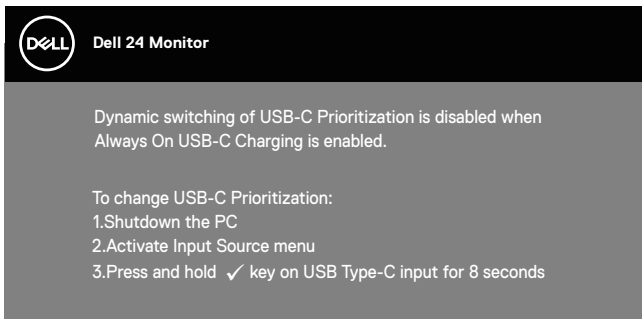 DELL
Dell 24 Monitor
Dynamic switching of USB-C Prioritization is disabled when
Always On USB-C Charging is enabled.
To change USB-C Prioritization:
1.Shutdown the PC
2.Activate Input Source menu
3.Press and hold ✓ key on USB Type-C input for 8 seconds